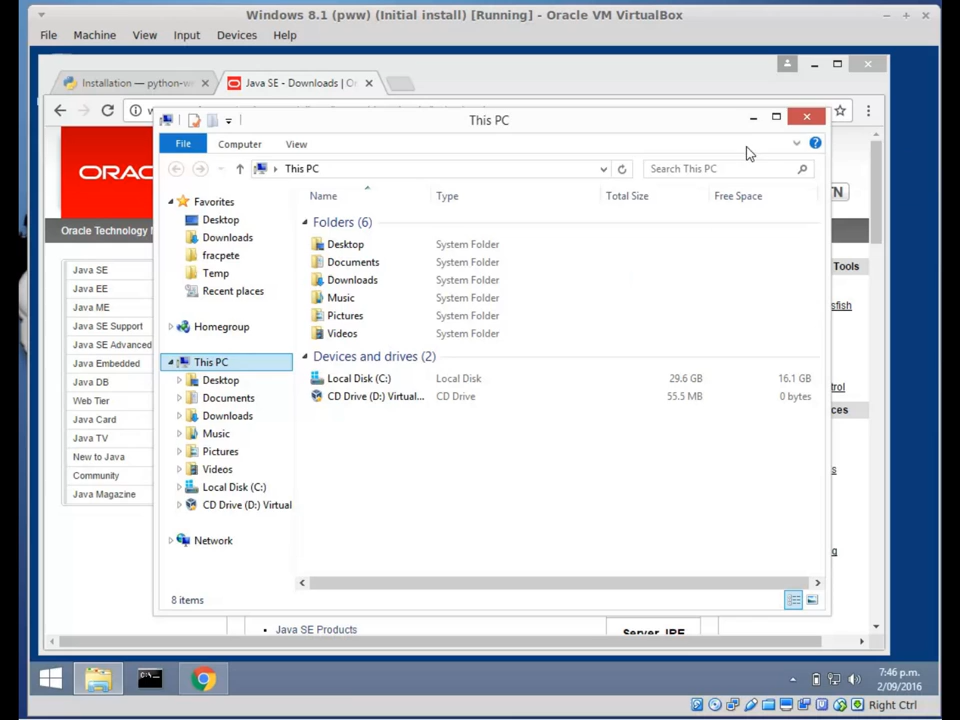 Windows 8.1 (pww) (Initial install) [Running] - Oracle VM VirtualBox
File Machine View Input Devices Help
Installation — python-w
Java SE - Downloads | O
This PC
ORAC
File Computer View
This PC
Search This PC
Name Type Total Size Free Space
Oracle Technology
Java SE
Java EE
Java ME
Java SE Support
Java SE Advanced
Java Embedded
Java DB
Web Tier
Java Card
Java TV
New to Java
Community
Java Magazine
Favorites
Desktop
Downloads
fracpete
Temp
Recent places
Homegroup
This PC
Desktop
Documents
Downloads
Music
Pictures
Videos
Local Disk (C:)
CD Drive (D:) Virtual
Network
Folders (6)
Desktop System Folder
Documents System Folder
Downloads System Folder
Music System Folder
Pictures System Folder
Videos System Folder
Devices and drives (2)
Local Disk (C:) Local Disk 29.6 GB 16.1 GB
CD Drive (D:) Virtual... CD Drive 55.5 MB 0 bytes
8 items
TN
Tools
sfish
trol
ces
Java SE Products
Server JRE
C:\.
7:46 p.m.
2/09/2016
Right Ctrl